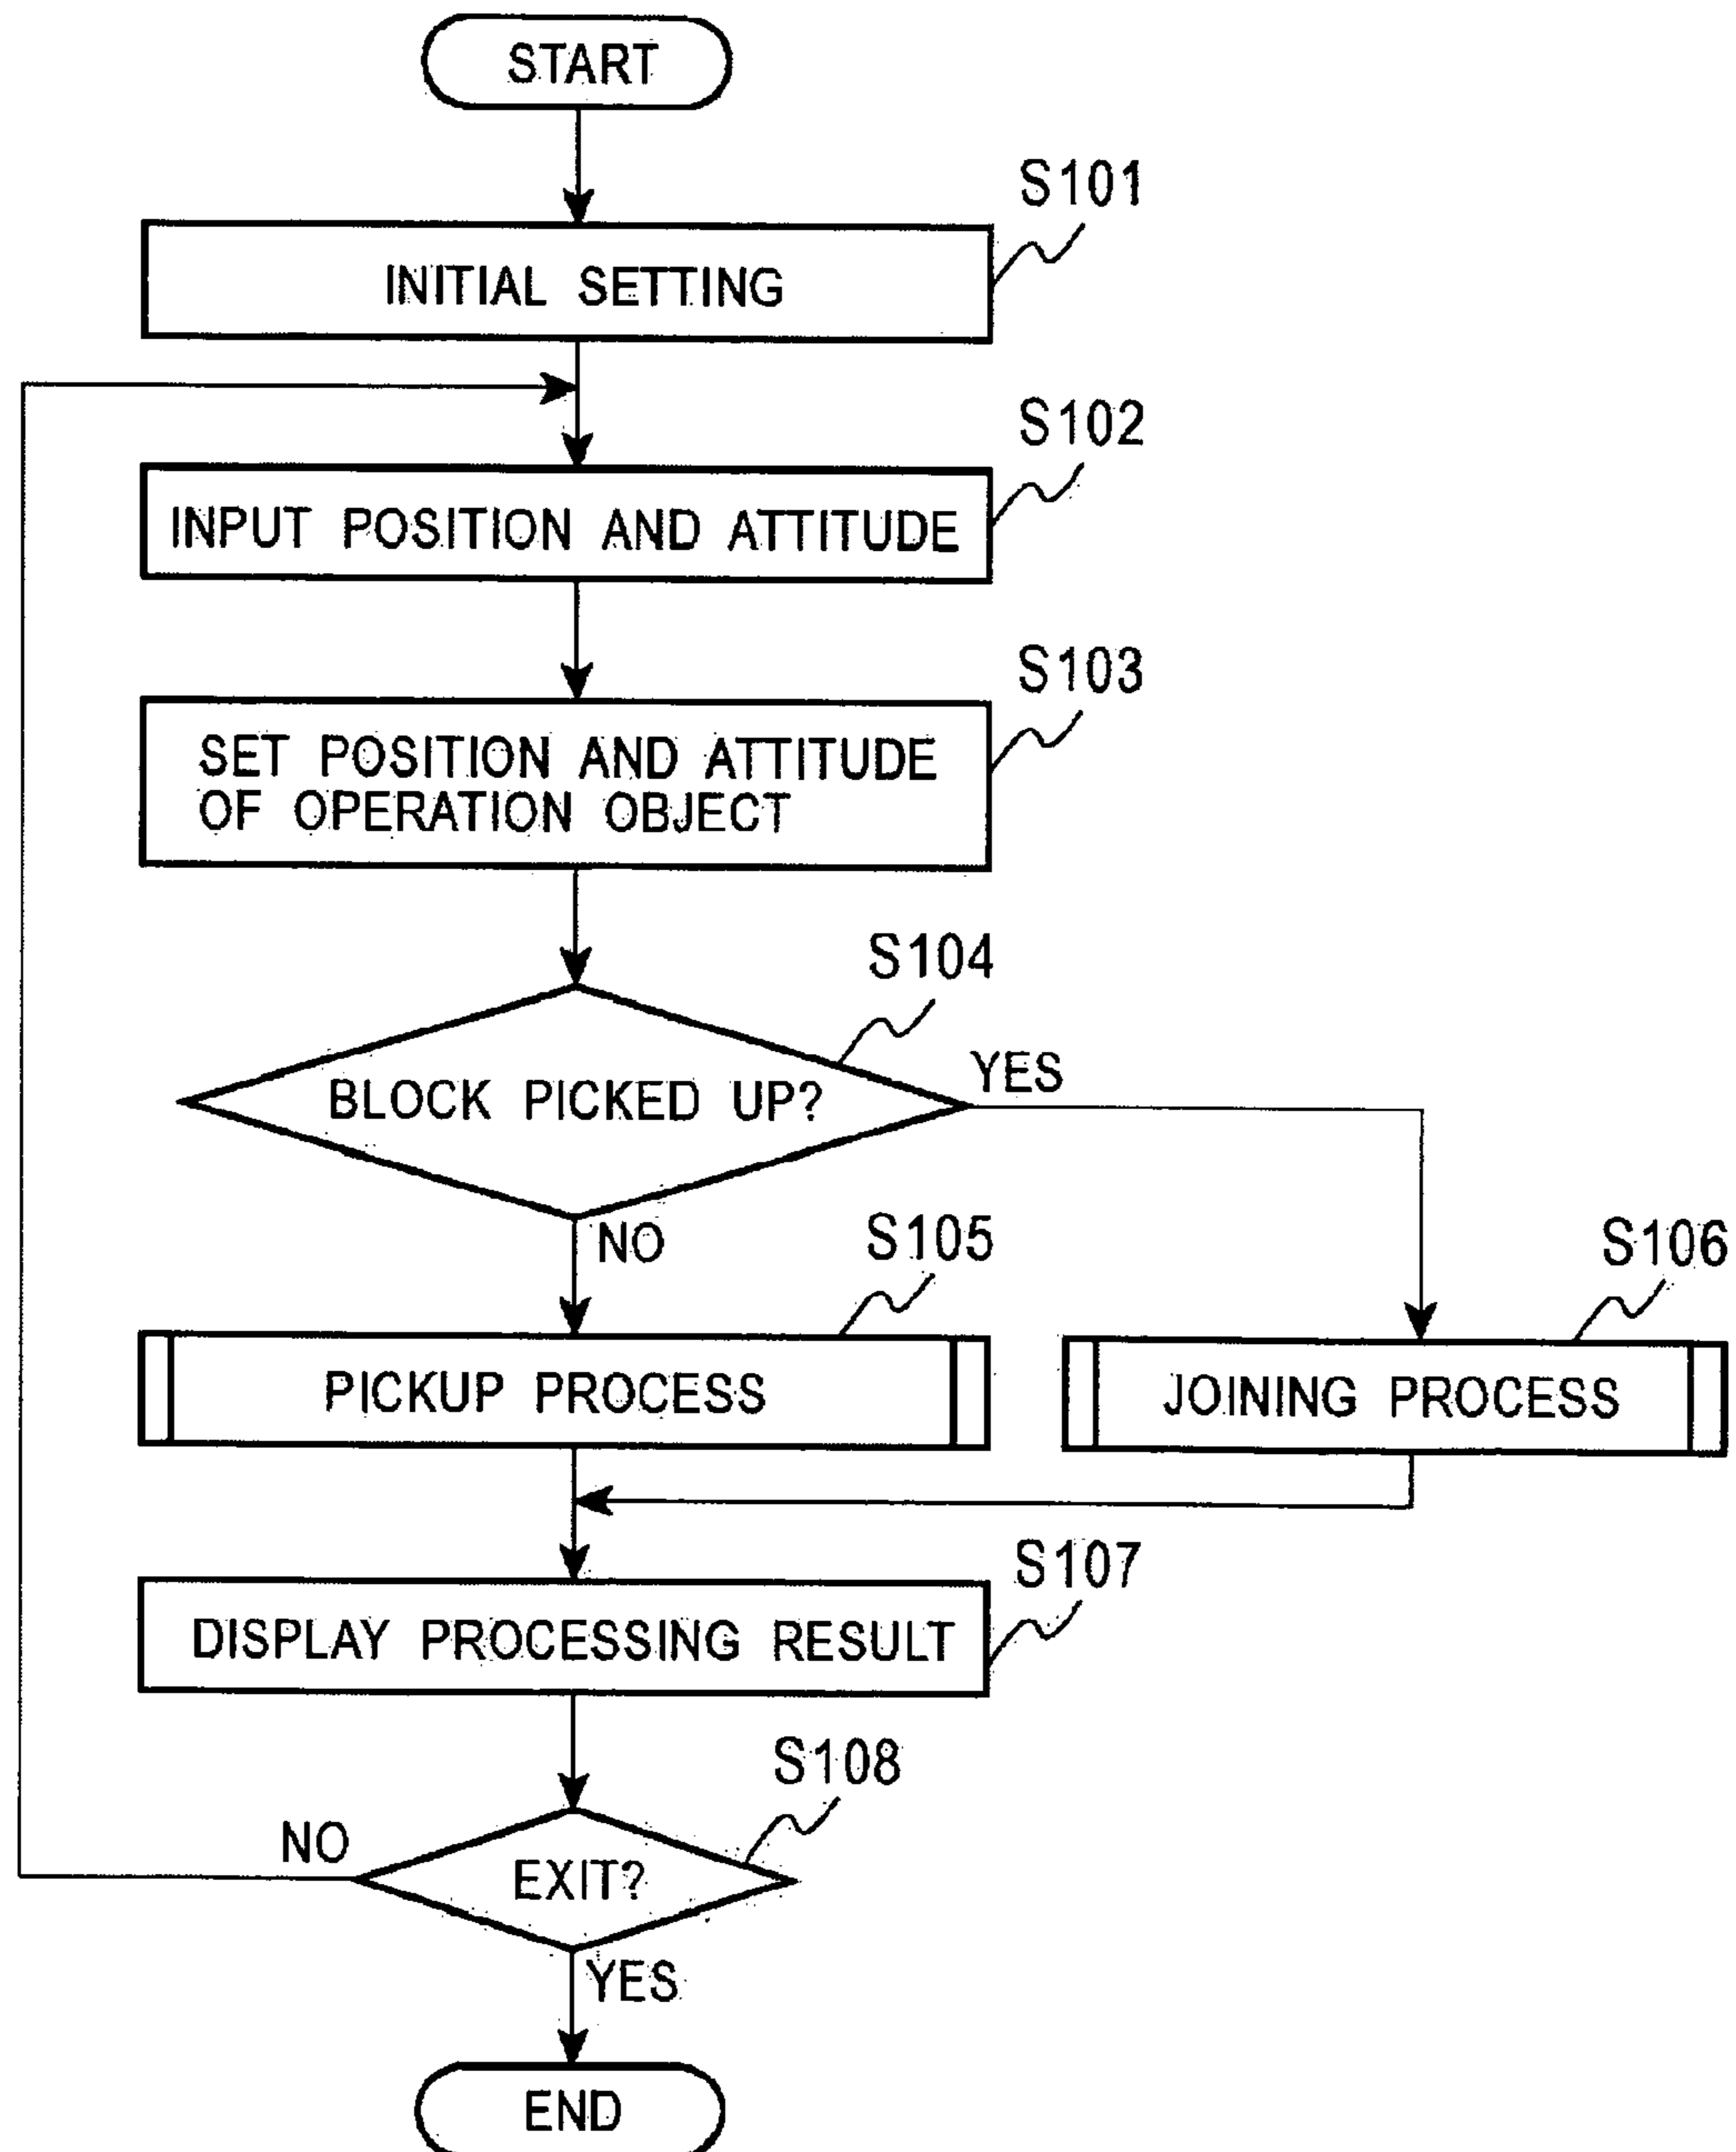 START
S101
INITIAL SETTING
S102
INPUT POSITION AND ATTITUDE
S103
SET POSITION AND ATTITUDE
OF OPERATION OBJECT
S104
BLOCK PICKED UP?
YES
NO
S105
S106
PICKUP PROCESS
JOINING PROCESS
S107
DISPLAY PROCESSING RESULT
S108
NO
EXIT?
YES
END